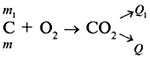 m₁ Q₁
C + O₂ → CO₂
m Q